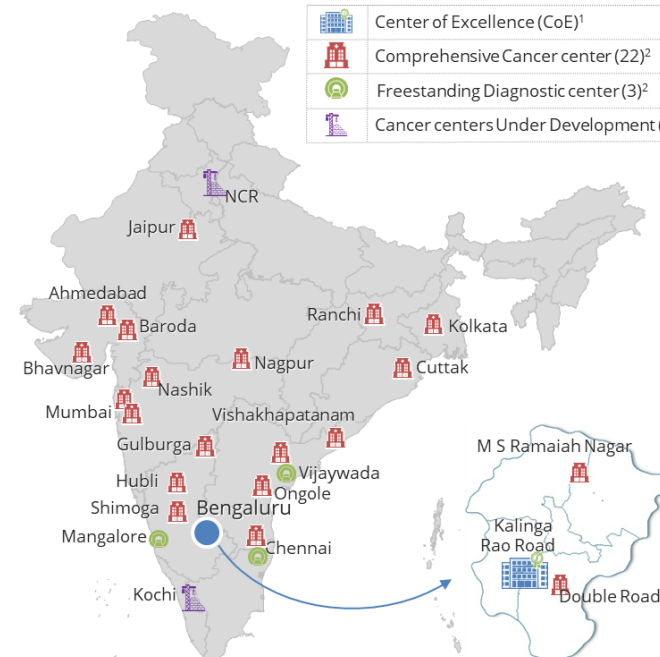 Center of Excellence (CoE)¹
Comprehensive Cancer center (22)²
Freestanding Diagnostic center (3)²
Cancer centers Under Development (
NCR
Jaipur
Ahmedabad
Baroda
Ranchi
Kolkata
Bhavnagar
Nagpur
Cuttak
Nashik
Mumbai
Vishakhapatanam
Gulburga
Vijaywada
Hubli
Ongole
Shimoga
Bengaluru
Mangalore
Chennai
Kochi
M S Ramaiah Nagar
Kalinga
Rao Road
Double Road